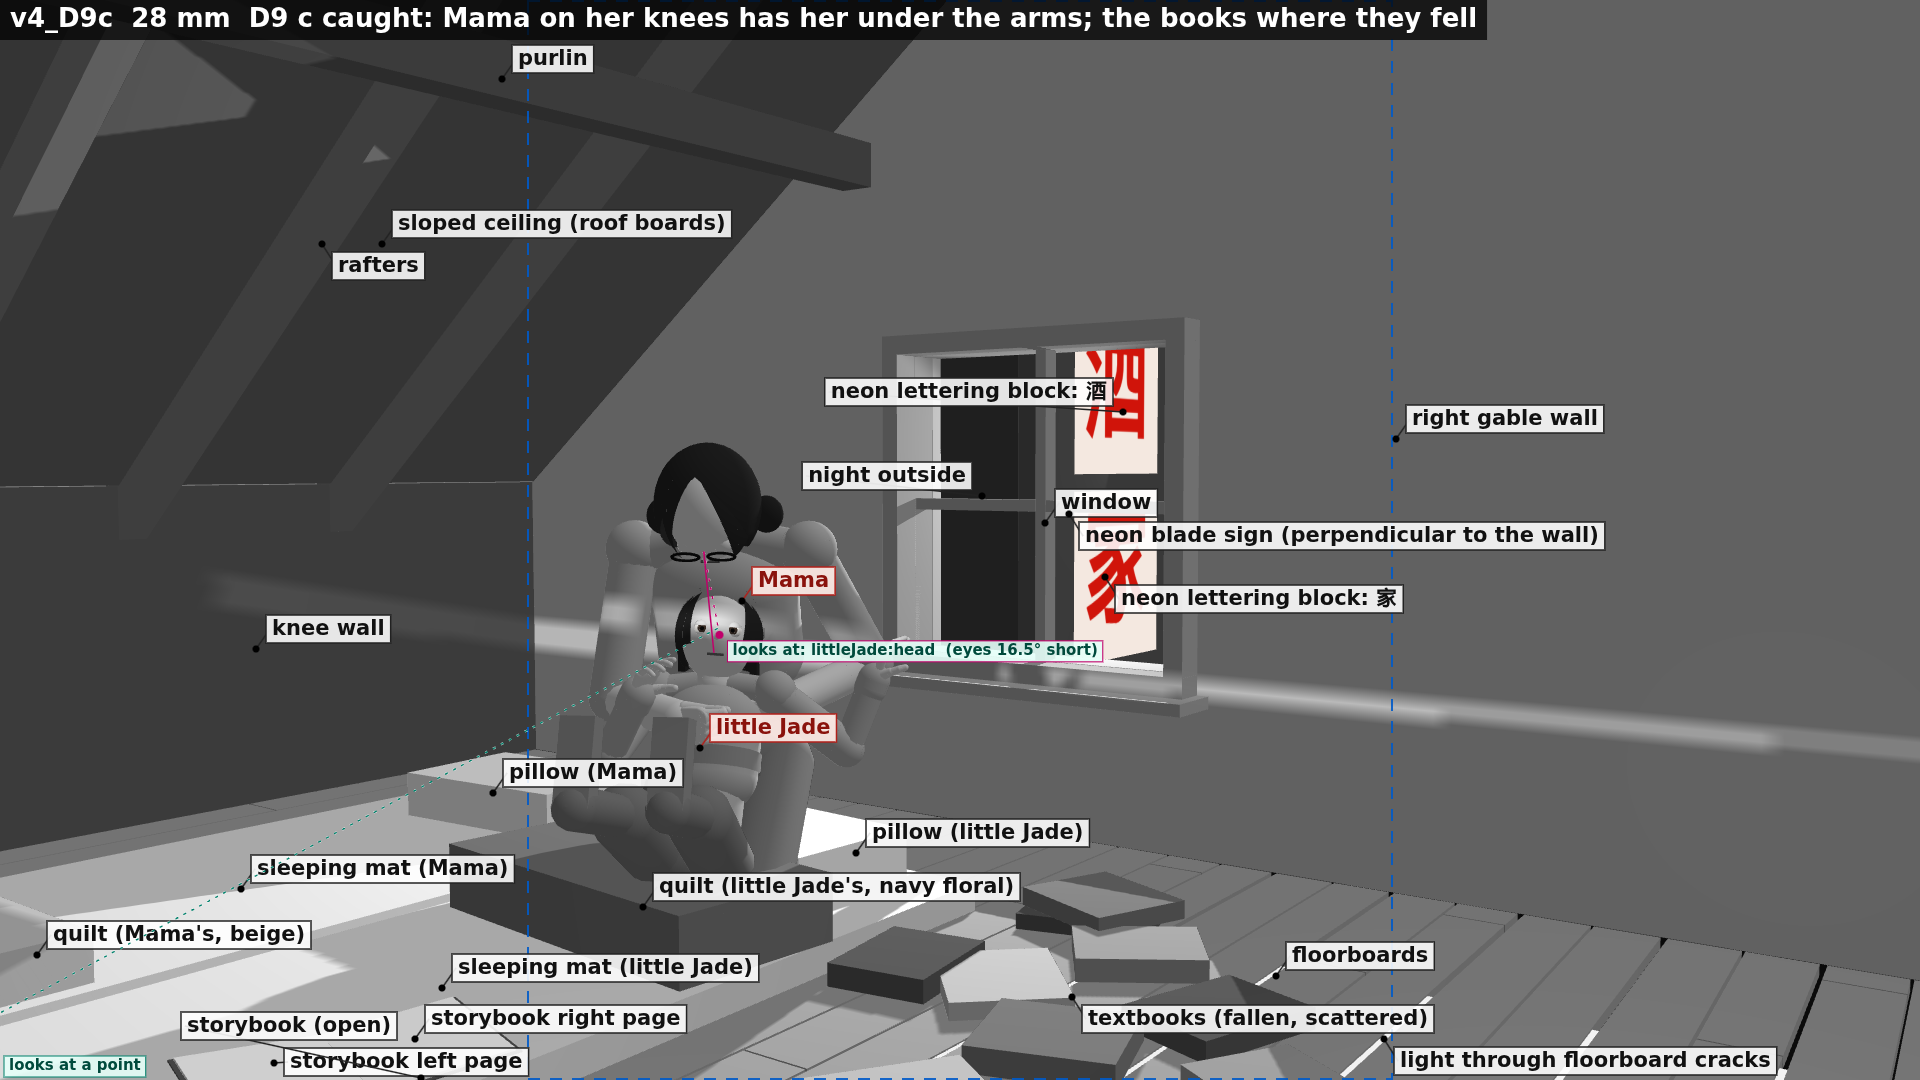 v4_D9c 28 mm D9 c caught: Mama on her knees has her under the arms; the books where they fell
purlin
sloped ceiling (roof boards)
rafters
酒
neon lettering block: 酒
right gable wall
night outside
window
neon blade sign (perpendicular to the wall)
家
neon lettering block: 家
Mama
knee wall
looks at: littleJade:head (eyes 16.5° short)
little Jade
pillow (Mama)
pillow (little Jade)
sleeping mat (Mama)
quilt (little Jade's, navy floral)
quilt (Mama's, beige)
floorboards
sleeping mat (little Jade)
storybook (open)
storybook right page
textbooks (fallen, scattered)
looks at a point
storybook left page
light through floorboard cracks